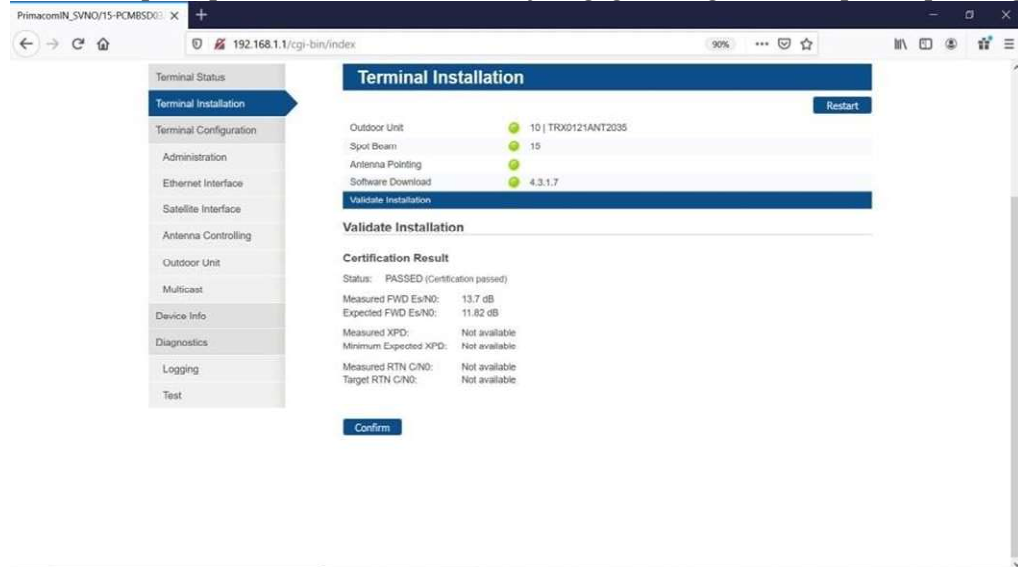 PrimacomIN_SVNO/15-PCMBSD03
192.168.1.1/cgi-bin/index
90%
Terminal Status
Terminal Installation
Terminal Configuration
Administration
Ethernet Interface
Satellite Interface
Antenna Controlling
Outdoor Unit
Multicast
Device Info
Diagnostics
Logging
Test
Terminal Installation
Restart
Outdoor Unit 10 | TRX0121ANT2035
Spot Beam 15
Antenna Pointing
Software Download 4.3.1.7
Validate Installation
Validate Installation
Certification Result
Status: PASSED (Certification passed)
Measured FWD Es/N0: 13.7 dB
Expected FWD Es/N0: 11.82 dB
Measured XPD: Not available
Minimum Expected XPD: Not available
Measured RTN C/N0: Not available
Target RTN C/N0: Not available
Confirm